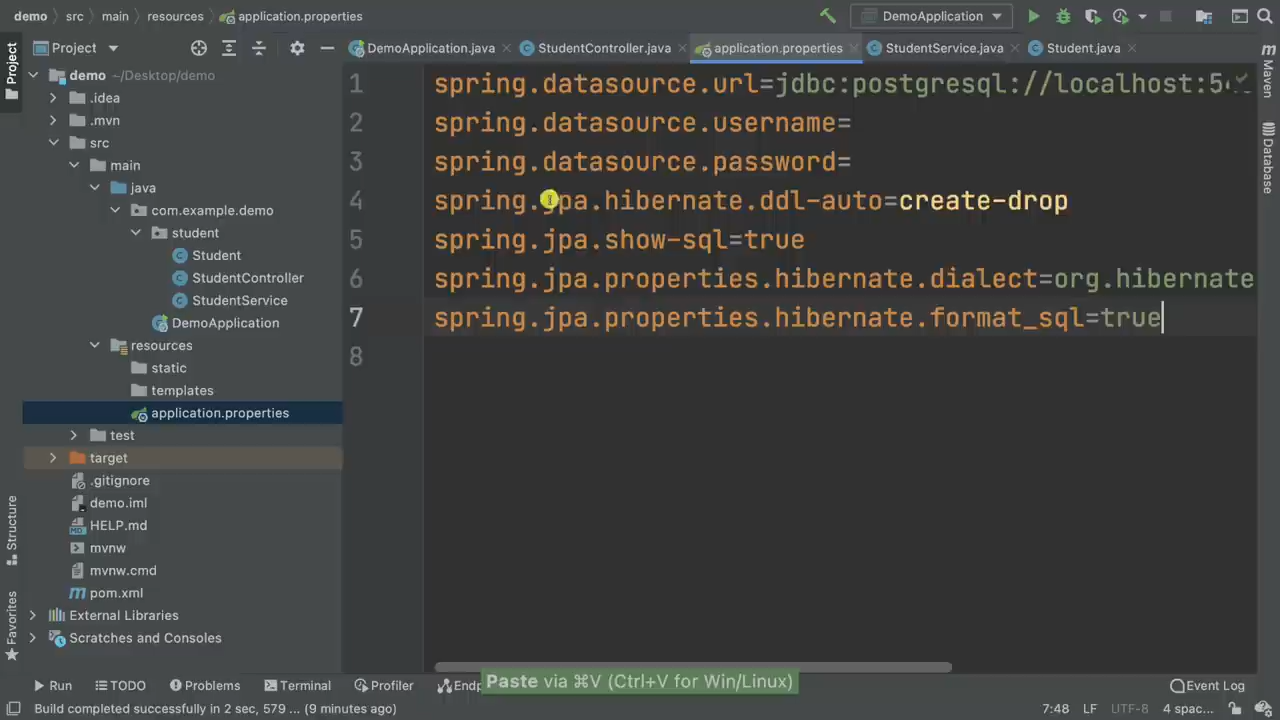 demo src main resources application.properties
DemoApplication
Project
DemoApplication.java StudentController.java application.properties StudentService.java Student.java
Project
Maven
Database
Structure
Favorites
demo ~/Desktop/demo
.idea
.mvn
src
main
java
com.example.demo
student
Student
StudentController
StudentService
DemoApplication
resources
static
templates
application.properties
test
target
.gitignore
demo.iml
HELP.md
mvnw
mvnw.cmd
pom.xml
External Libraries
Scratches and Consoles
1 spring.datasource.url=jdbc:postgresql://localhost:5
2 spring.datasource.username=
3 spring.datasource.password=
4 spring.jpa.hibernate.ddl-auto=create-drop
5 spring.jpa.show-sql=true
6 spring.jpa.properties.hibernate.dialect=org.hibernate
7 spring.jpa.properties.hibernate.format_sql=true
8
Paste via ⌘V (Ctrl+V for Win/Linux)
Run TODO Problems Terminal Profiler Endp Event Log
Build completed successfully in 2 sec, 579 ... (9 minutes ago) 7:48 LF UTF-8 4 spac...